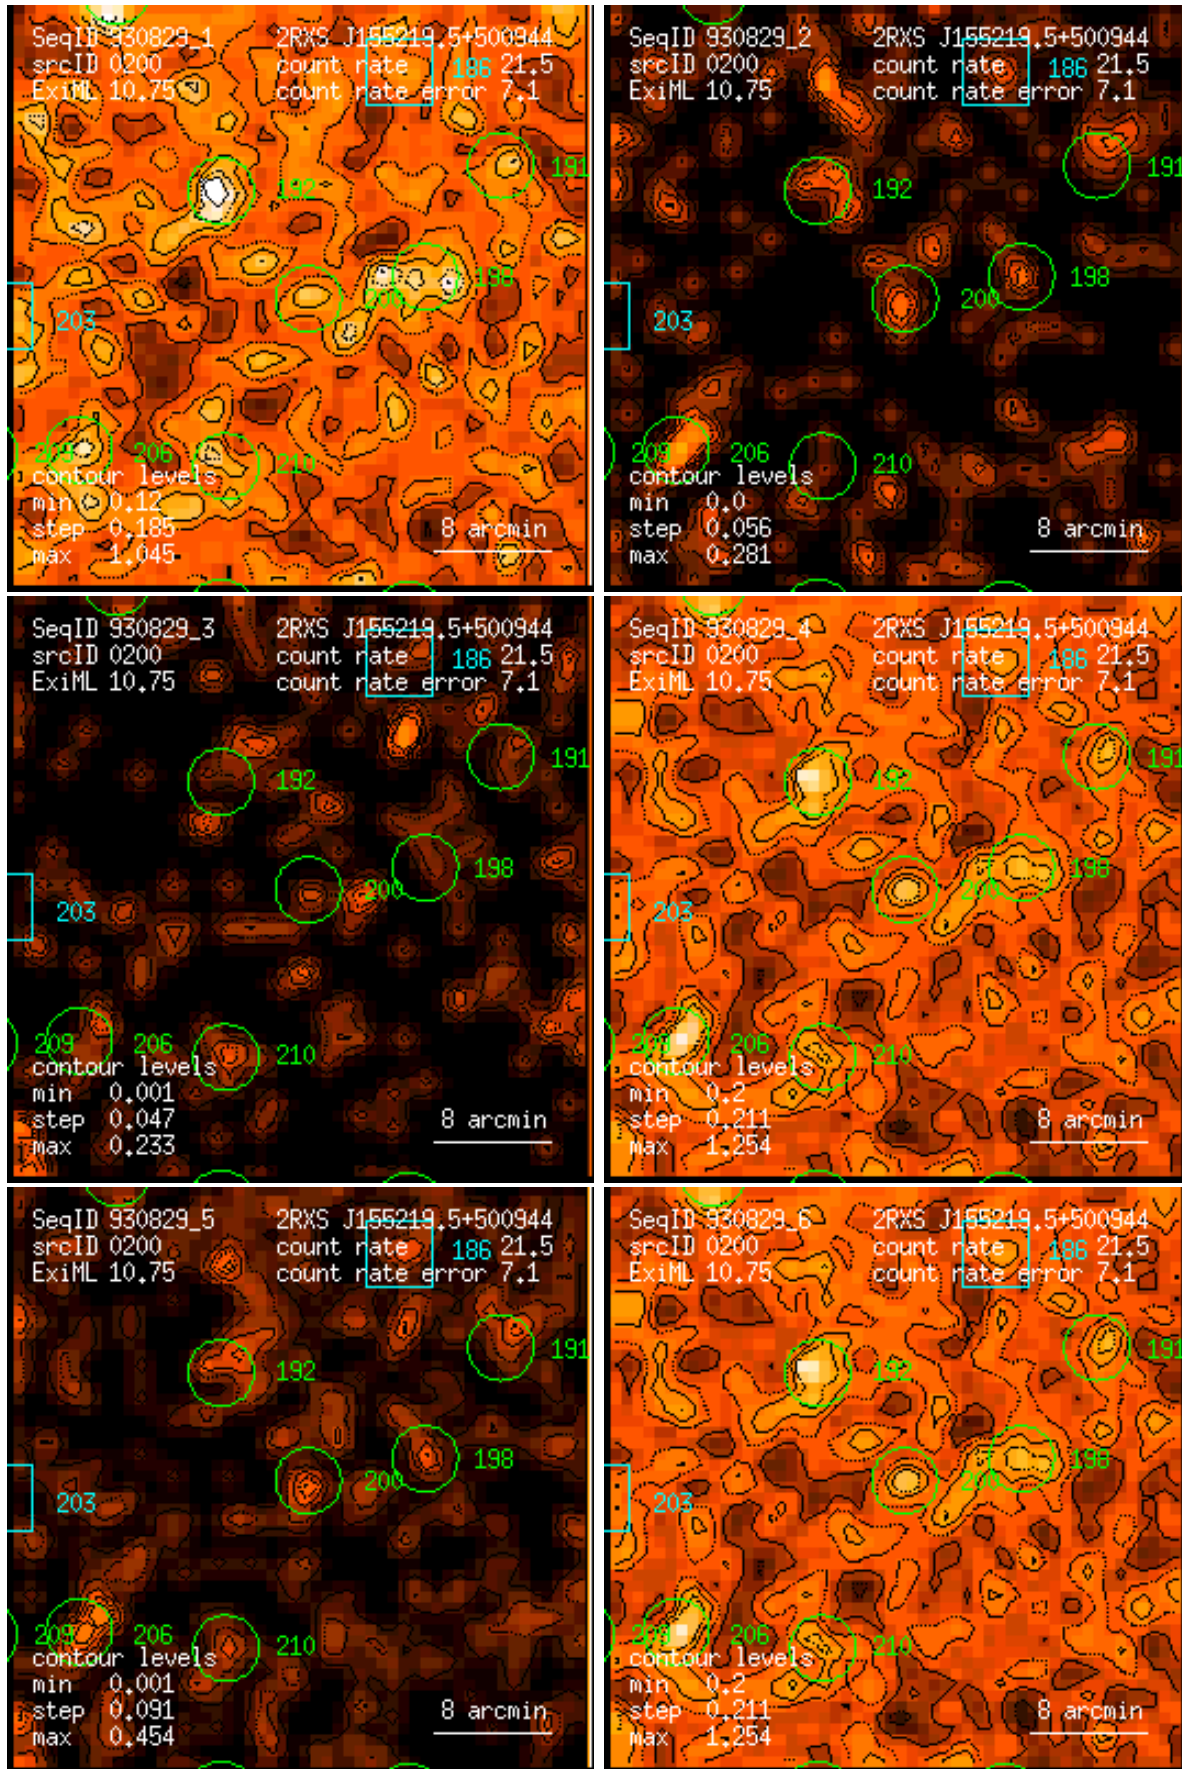 SeqID 930829_1 2RXS J155219.5+500944
srcID 0200 count rate 186 21.5
ExiML 10.75 count rate error 7.1
191
192
198
200
203
209 206 210
contour levels
min 0.12
step 0.185 8 arcmin
max 1.045
SeqID 930829_2 2RXS J155219.5+500944
srcID 0200 count rate 186 21.5
ExiML 10.75 count rate error 7.1
191
192
198
200
203
209 206 210
contour levels
min 0.0
step 0.056 8 arcmin
max 0.281
SeqID 930829_3 2RXS J155219.5+500944
srcID 0200 count rate 186 21.5
ExiML 10.75 count rate error 7.1
191
192
198
200
203
209 206 210
contour levels
min 0.001
step 0.047 8 arcmin
max 0.233
SeqID 930829_4 2RXS J155219.5+500944
srcID 0200 count rate 186 21.5
ExiML 10.75 count rate error 7.1
191
192
198
200
203
209 206 210
contour levels
min 0.2
step 0.211 8 arcmin
max 1.254
SeqID 930829_5 2RXS J155219.5+500944
srcID 0200 count rate 186 21.5
ExiML 10.75 count rate error 7.1
191
192
198
200
203
209 206 210
contour levels
min 0.001
step 0.091 8 arcmin
max 0.454
SeqID 930829_6 2RXS J155219.5+500944
srcID 0200 count rate 186 21.5
ExiML 10.75 count rate error 7.1
191
192
198
200
203
209 206 210
contour levels
min 0.2
step 0.211 8 arcmin
max 1.254